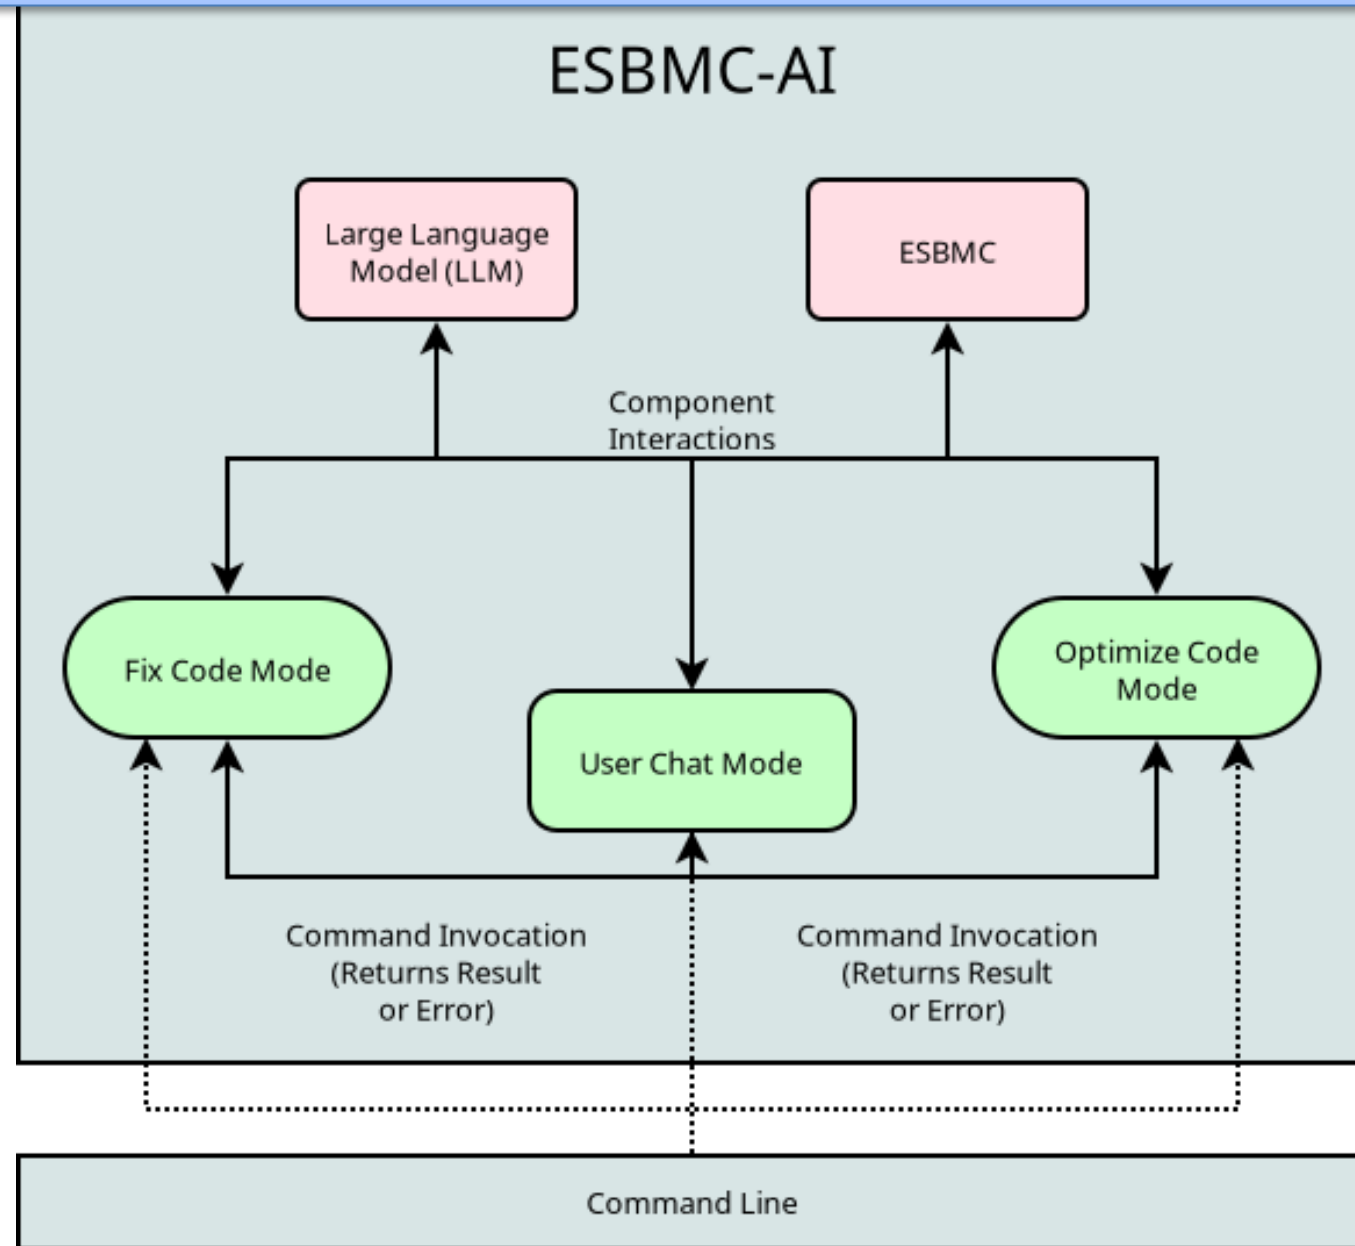 ESBMC-AI
Large Language
Model (LLM)
ESBMC
Component
Interactions
Fix Code Mode
Optimize Code
Mode
User Chat Mode
Command Invocation
(Returns Result
or Error)
Command Invocation
(Returns Result
or Error)
Command Line